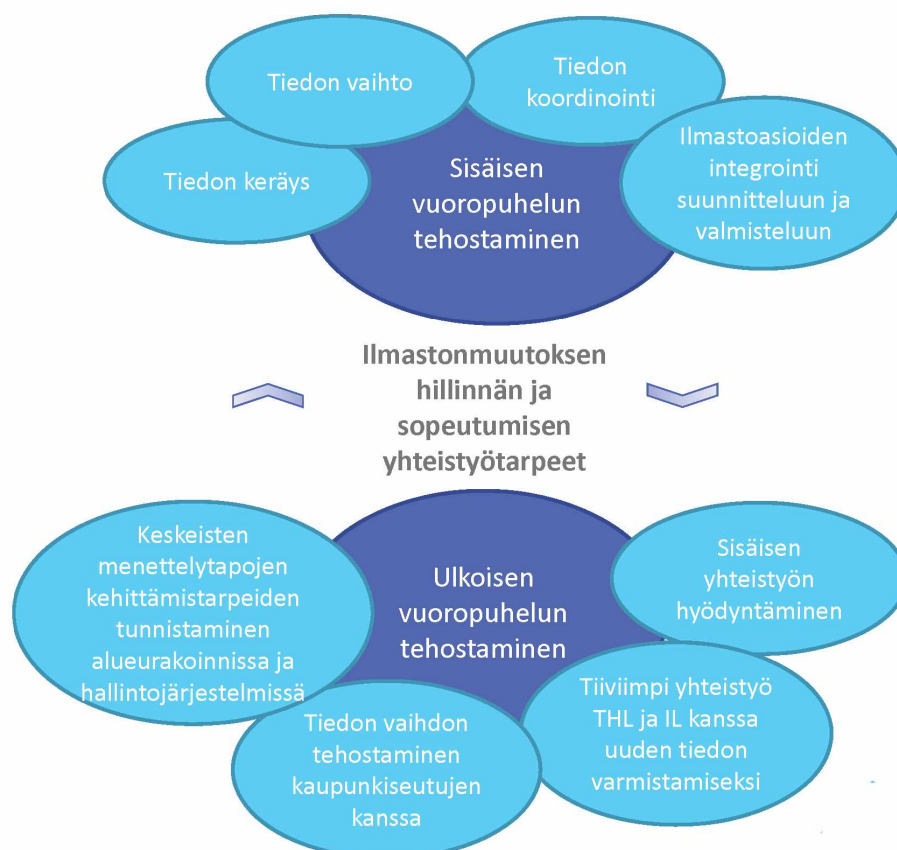 Tiedon vaihto
Tiedon
koordinointi
Tiedon keräys
Sisäisen
vuoropuhelun
tehostaminen
Ilmastoasioiden
integrointi
suunnitteluun ja
valmisteluun
Ilmastonmuutoksen
hillinnän ja
sopeutumisen
yhteistyötarpeet
Keskeisten
menettelytapojen
kehittämistarpeiden
tunnistaminen
alueurakoinnissa ja
hallintojärjestelmissä
Ulkoisen
vuoropuhelun
tehostaminen
Sisäisen
yhteistyön
hyödyntäminen
Tiedon vaihdon
tehostaminen
kaupunkiseutujen
kanssa
Tiiviimpi yhteistyö
THL ja IL kanssa
uuden tiedon
varmistamiseksi